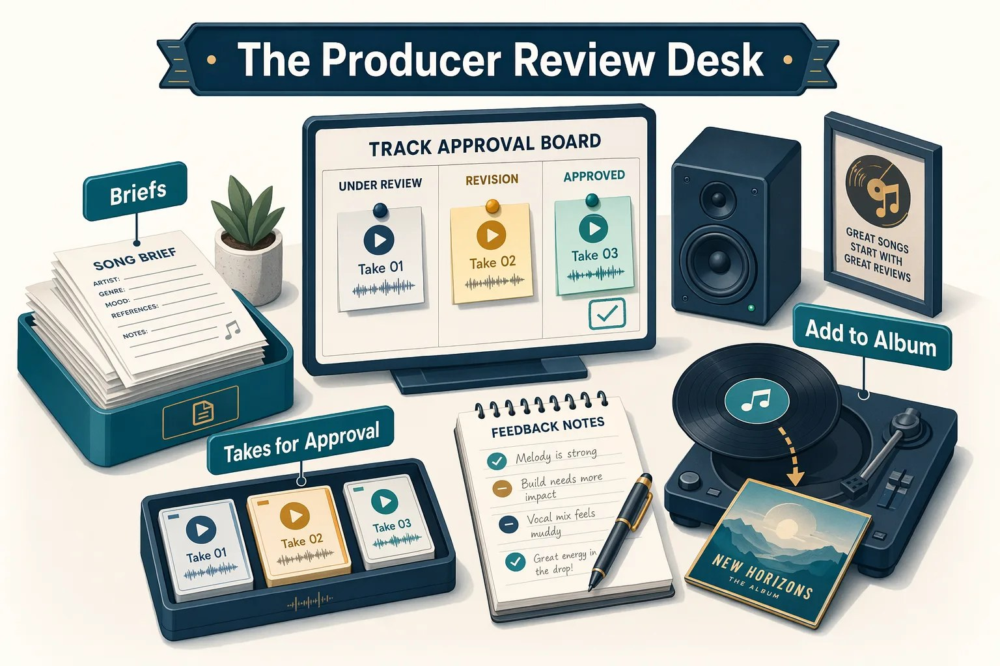 The Producer Review Desk
TRACK APPROVAL BOARD
UNDER REVIEW
REVISION
APPROVED
Take 01
Take 02
Take 03
Briefs
SONG BRIEF
ARTIST:
GENRE:
MOOD:
REFERENCES:
NOTES:
GREAT SONGS
START WITH
GREAT REVIEWS
Add to Album
Takes for Approval
Take 01
Take 02
Take 03
FEEDBACK NOTES
Melody is strong
Build needs more
impact
Vocal mix feels
muddy
Great energy in
the drop!
NEW HORIZONS
THE ALBUM